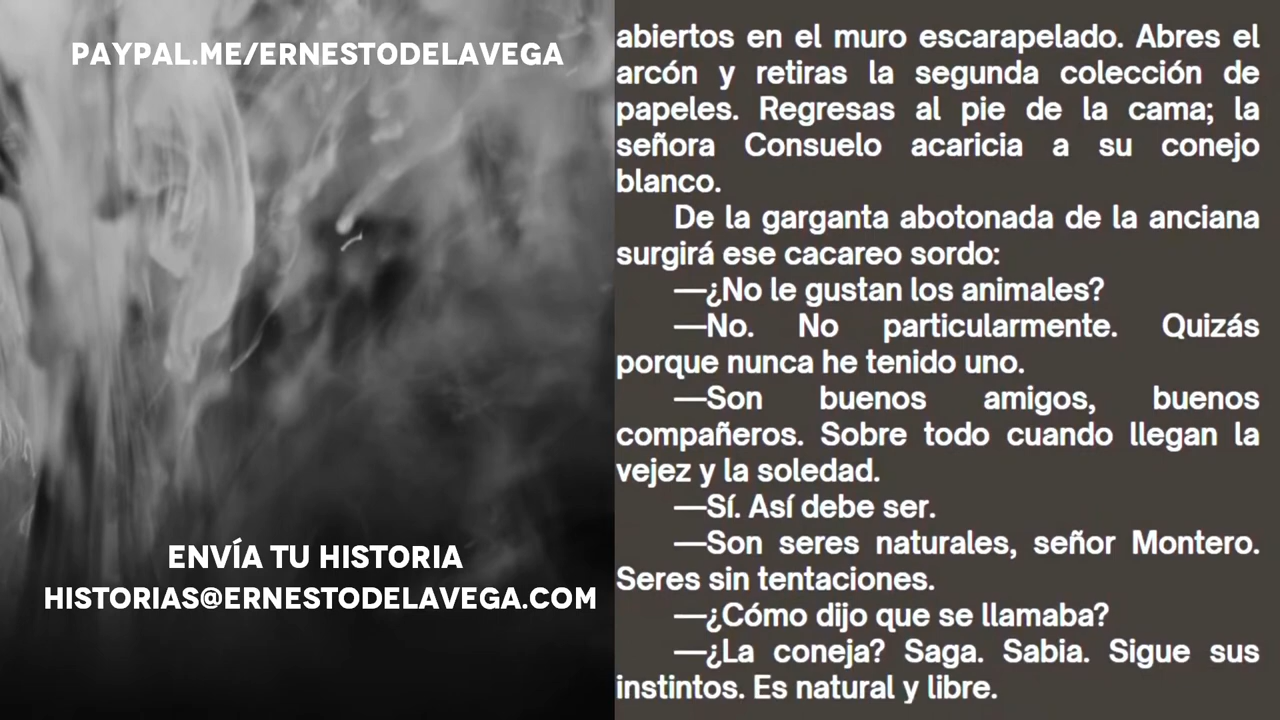 PAYPAL.ME/ERNESTODELAVEGA
ENVÍA TU HISTORIA
HISTORIAS@ERNESTODELAVEGA.COM
abiertos en el muro escarapelado. Abres el
arcón y retiras la segunda colección de
papeles. Regresas al pie de la cama; la
señora Consuelo acaricia a su conejo
blanco.
De la garganta abotonada de la anciana
surgirá ese cacareo sordo:
—¿No le gustan los animales?
—No. No particularmente. Quizás
porque nunca he tenido uno.
—Son buenos amigos, buenos
compañeros. Sobre todo cuando llegan la
vejez y la soledad.
—Sí. Así debe ser.
—Son seres naturales, señor Montero.
Seres sin tentaciones.
—¿Cómo dijo que se llamaba?
—¿La coneja? Saga. Sabia. Sigue sus
instintos. Es natural y libre.